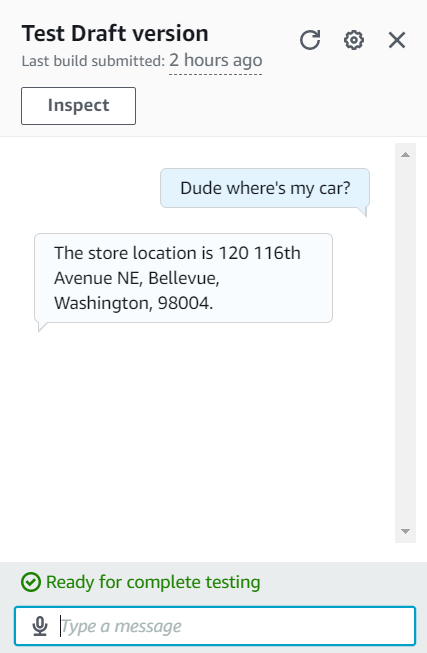 Test Draft version
Last build submitted: 2 hours ago
Inspect
Dude where's my car?
The store location is 120 116th
Avenue NE, Bellevue,
Washington, 98004.
Ready for complete testing
Type a message